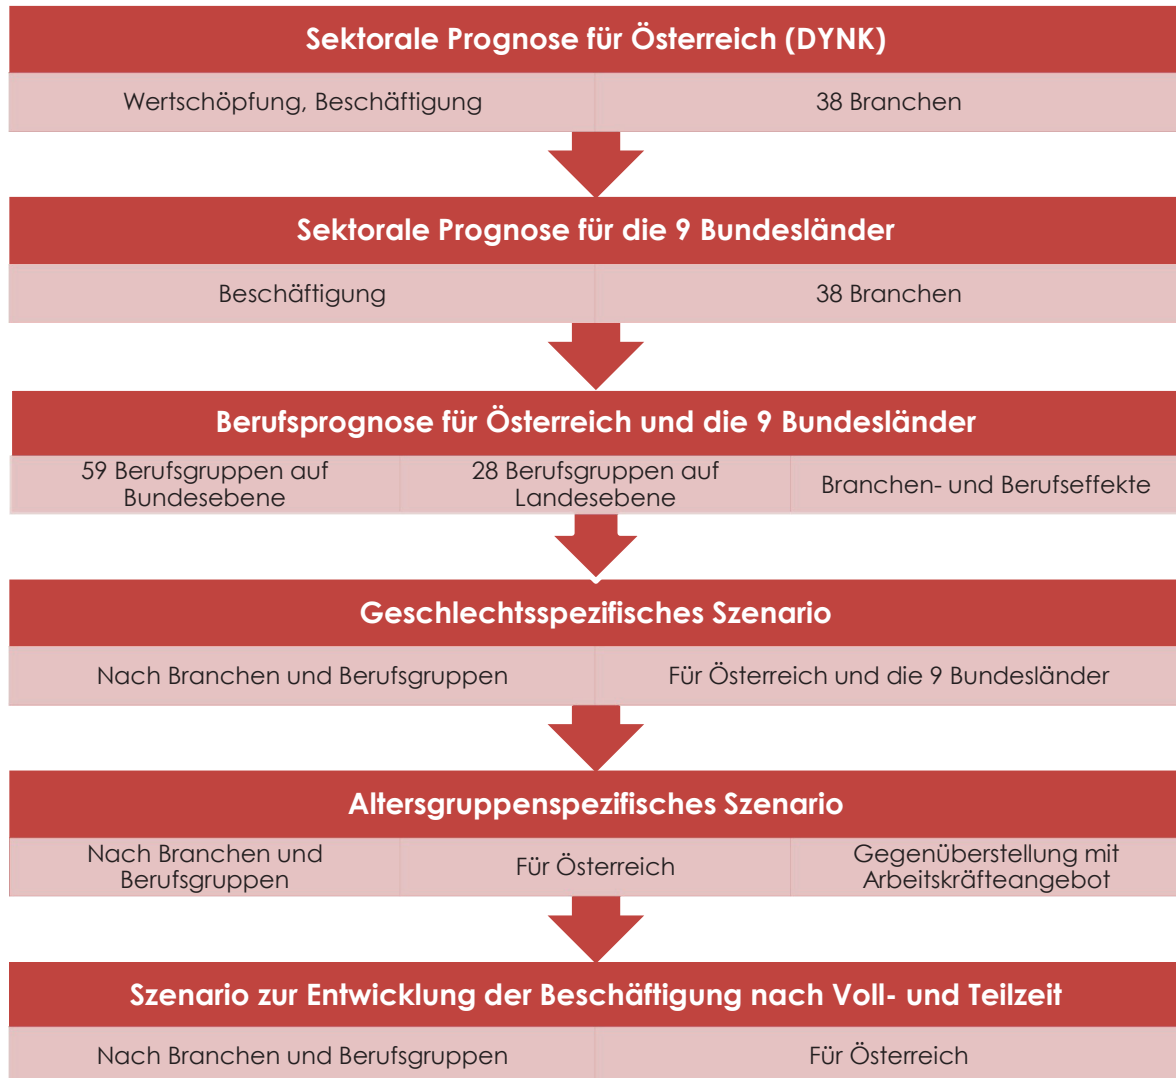 Sektorale Prognose für Österreich (DYNK)
Wertschöpfung, Beschäftigung
38 Branchen
Sektorale Prognose für die 9 Bundesländer
Beschäftigung
38 Branchen
Berufsprognose für Österreich und die 9 Bundesländer
59 Berufsgruppen auf
Bundesebene
28 Berufsgruppen auf
Landesebene
Branchen- und Berufseffekte
Geschlechtsspezifisches Szenario
Nach Branchen und Berufsgruppen
Für Österreich und die 9 Bundesländer
Altersgruppenspezifisches Szenario
Nach Branchen und
Berufsgruppen
Für Österreich
Gegenüberstellung mit
Arbeitskräfteangebot
Szenario zur Entwicklung der Beschäftigung nach Voll- und Teilzeit
Nach Branchen und Berufsgruppen
Für Österreich